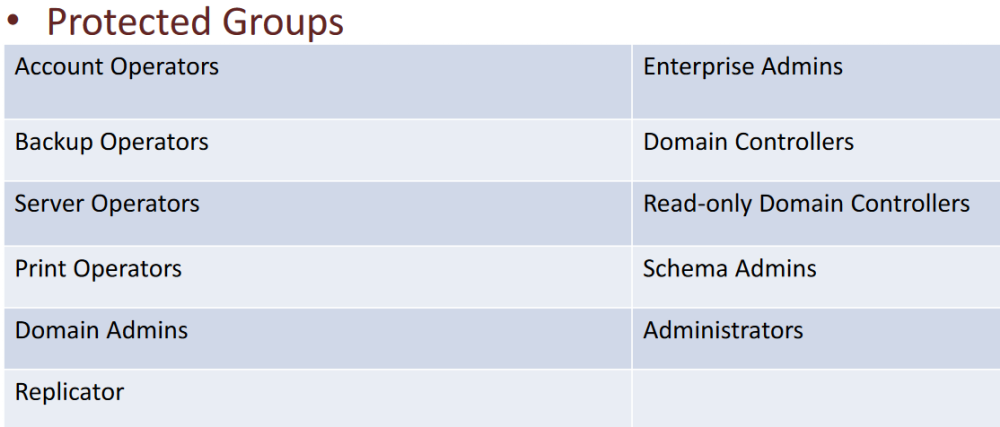 • Protected Groups
Account Operators Enterprise Admins
Backup Operators Domain Controllers
Server Operators Read-only Domain Controllers
Print Operators Schema Admins
Domain Admins Administrators
Replicator